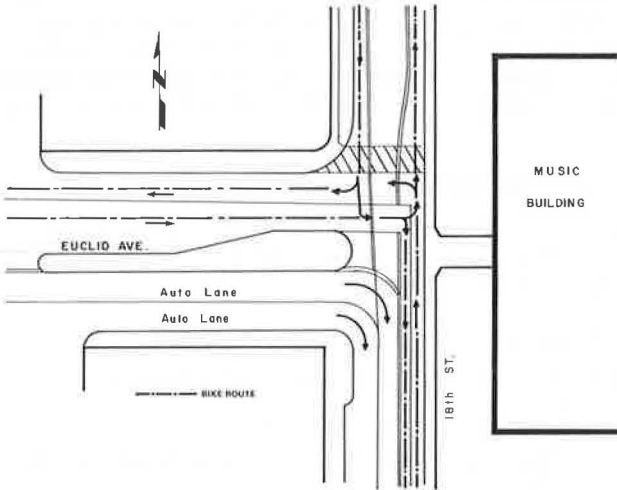 N
MUSIC
BUILDING
EUCLID AVE.
Auto Lane
Auto Lane
BIKE ROUTE
18th ST.